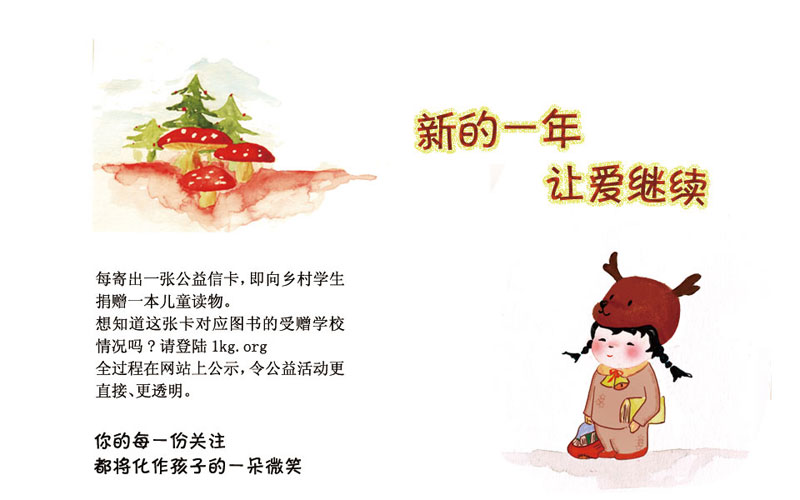 新的一年
让爱继续
每寄出一张公益信卡，即向乡村学生
捐赠一本儿童读物。
想知道这张卡对应图书的受赠学校
情况吗？请登陆 1kg.org
全过程在网站上公示，令公益活动更
直接、更透明。
你的每一份关注
都将化作孩子的一朵微笑